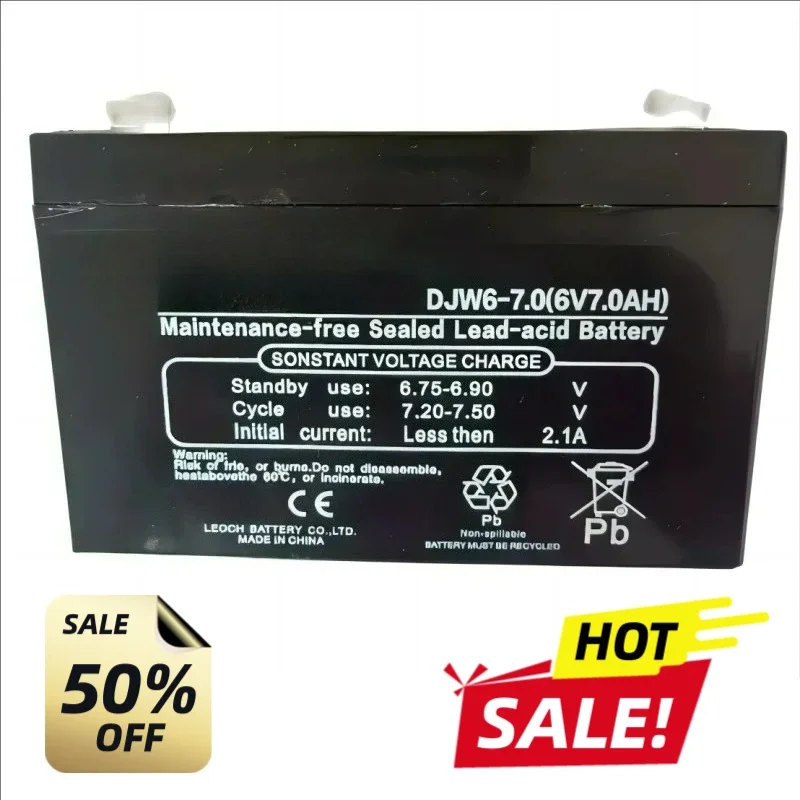 DJW6-7.0(6V7.0AH)
Maintenance-free Sealed Lead-acid Battery
SONSTANT VOLTAGE CHARGE
Standby use: 6.75-6.90 V
Cycle use: 7.20-7.50 V
Initial current: Less then 2.1A
Warning:
Risk of frie, or burns.Do not disassemble,
heatabovethe 60℃, or incinerate.
CE
LEOCH BATTERY CO.,LTD.
MADE IN CHINA
Pb
Non-spillable
BATTERY MUST BE RECYCLED
Pb
SALE
50%
OFF
HOT
SALE!